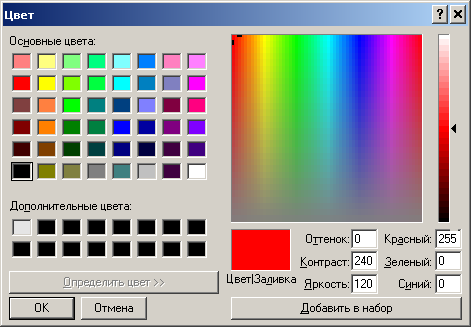 Цвет
Основные цвета:
Дополнительные цвета:
Определить цвет >>
ОК
Отмена
Цвет|Заливка
Оттенок: 0
Контраст: 240
Яркость: 120
Красный: 255
Зеленый: 0
Синий: 0
Добавить в набор